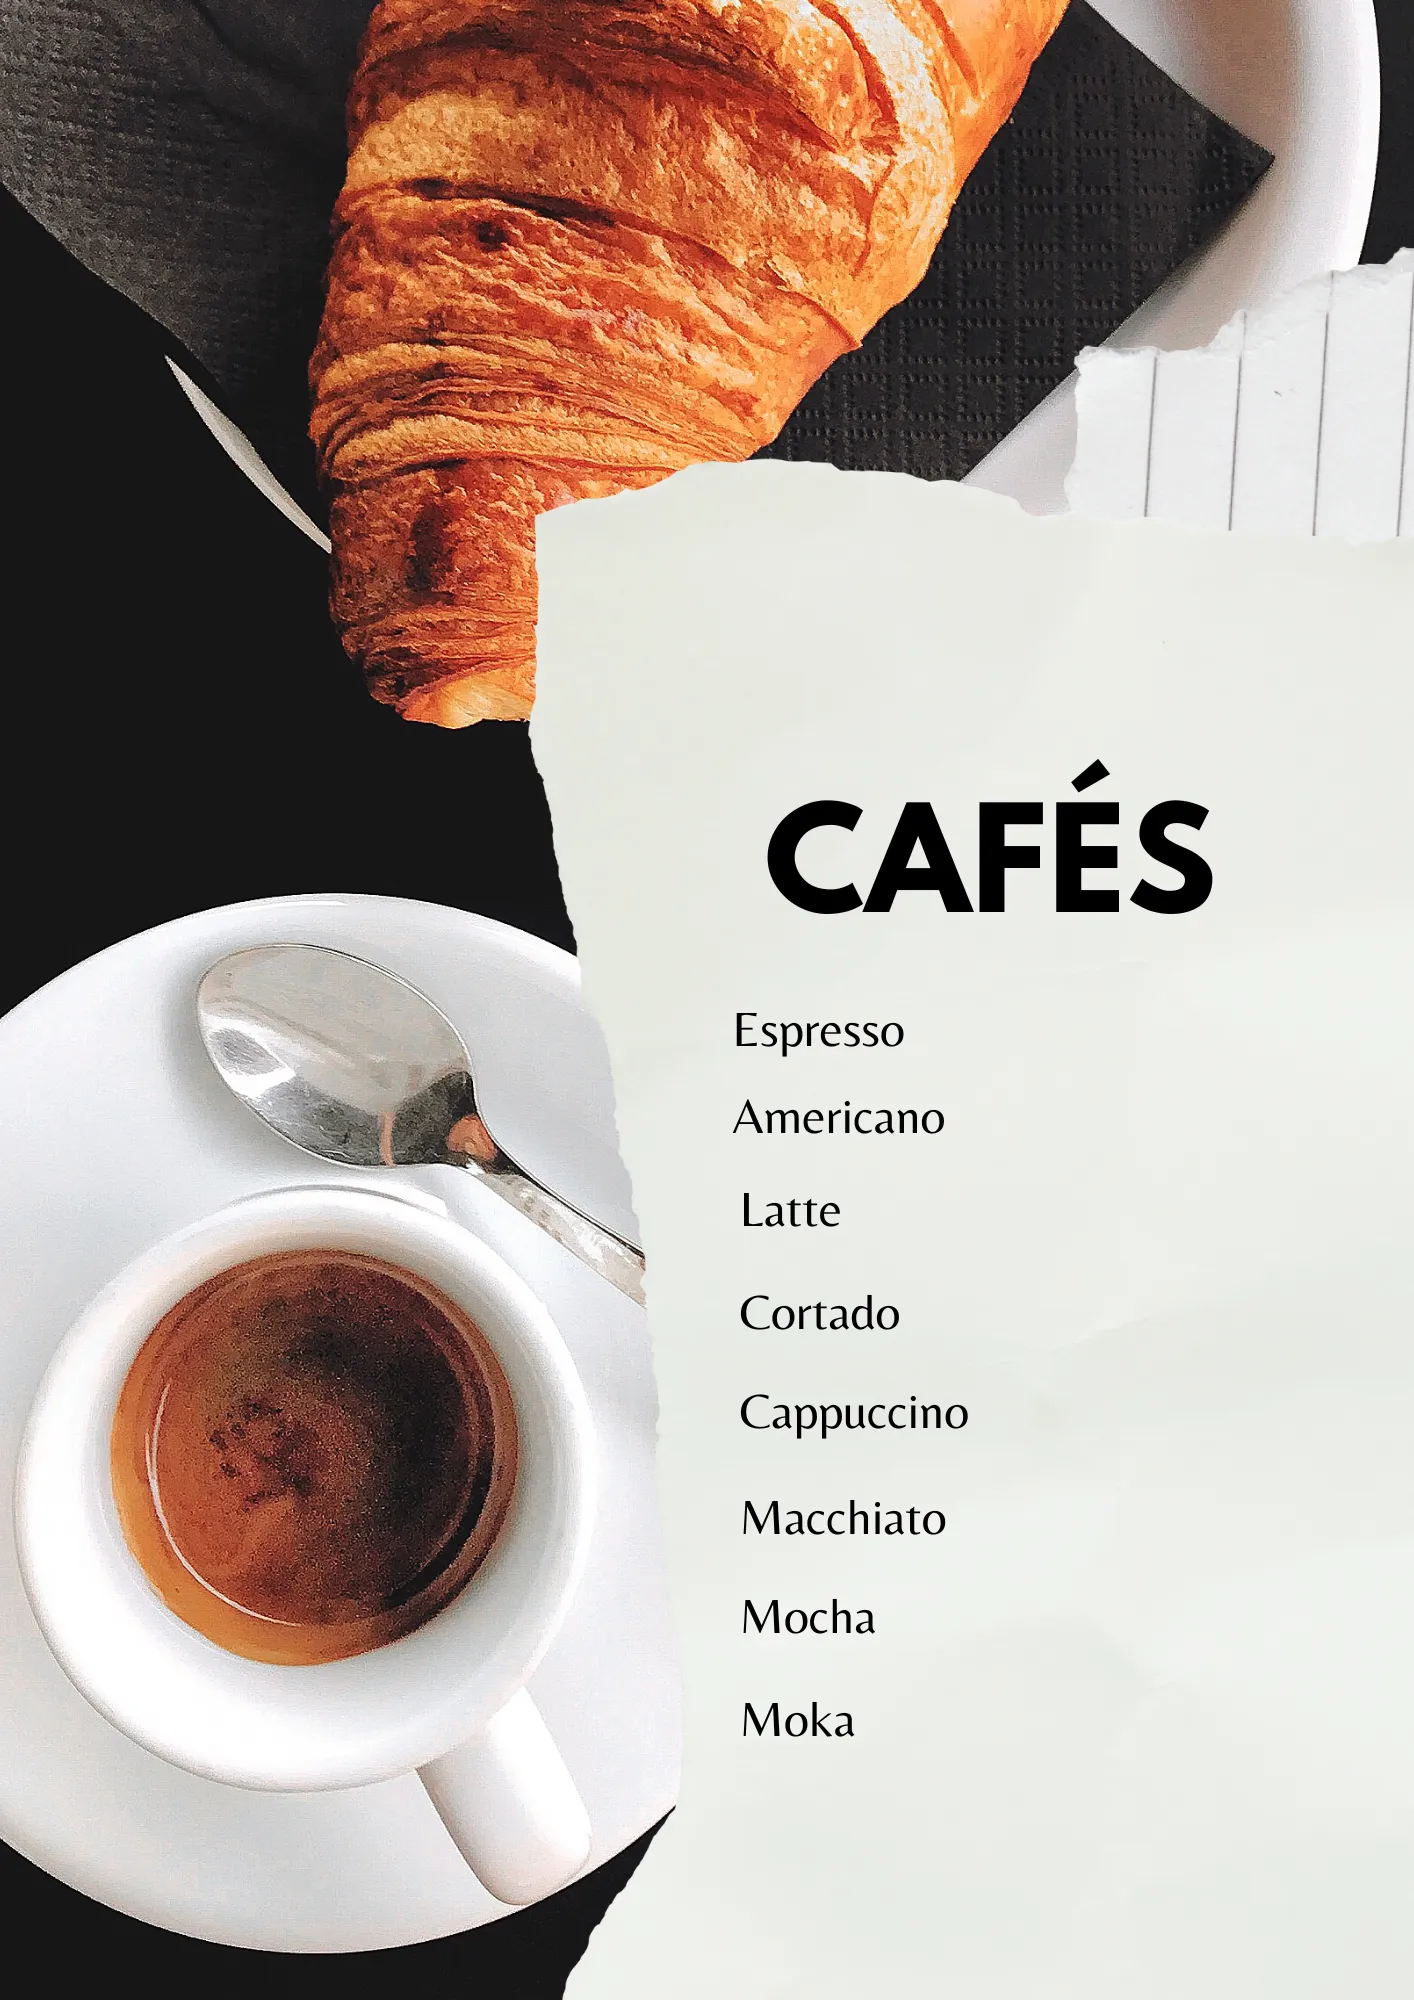 CAFÉS
Espresso
Americano
Latte
Cortado
Cappuccino
Macchiato
Mocha
Moka